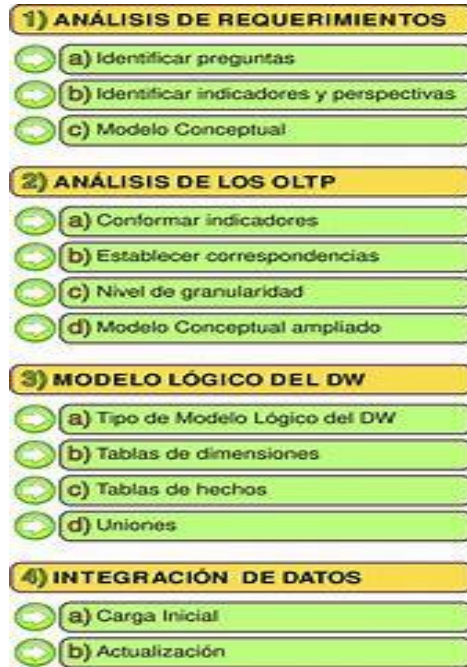 1) ANÁLISIS DE REQUERIMIENTOS
a) Identificar preguntas
b) Identificar indicadores y perspectivas
c) Modelo Conceptual
2) ANÁLISIS DE LOS OLTP
a) Conformar indicadores
b) Establecer correspondencias
c) Nivel de granularidad
d) Modelo Conceptual ampliado
3) MODELO LÓGICO DEL DW
a) Tipo de Modelo Lógico del DW
b) Tablas de dimensiones
c) Tablas de hechos
d) Uniones
4) INTEGRACIÓN DE DATOS
a) Carga Inicial
b) Actualización